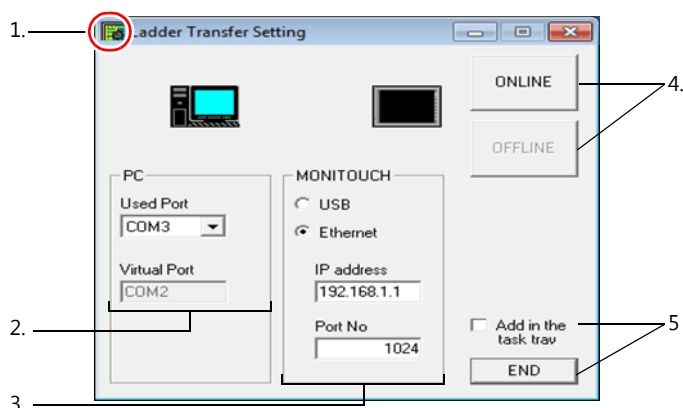 1.
Ladder Transfer Setting
ONLINE
4.
OFFLINE
PC
MONITOUCH
Used Port
COM3
USB
Ethernet
Virtual Port
COM2
IP address
192.168.1.1
2.
Port No
1024
Add in the
task tray
5
END
3.